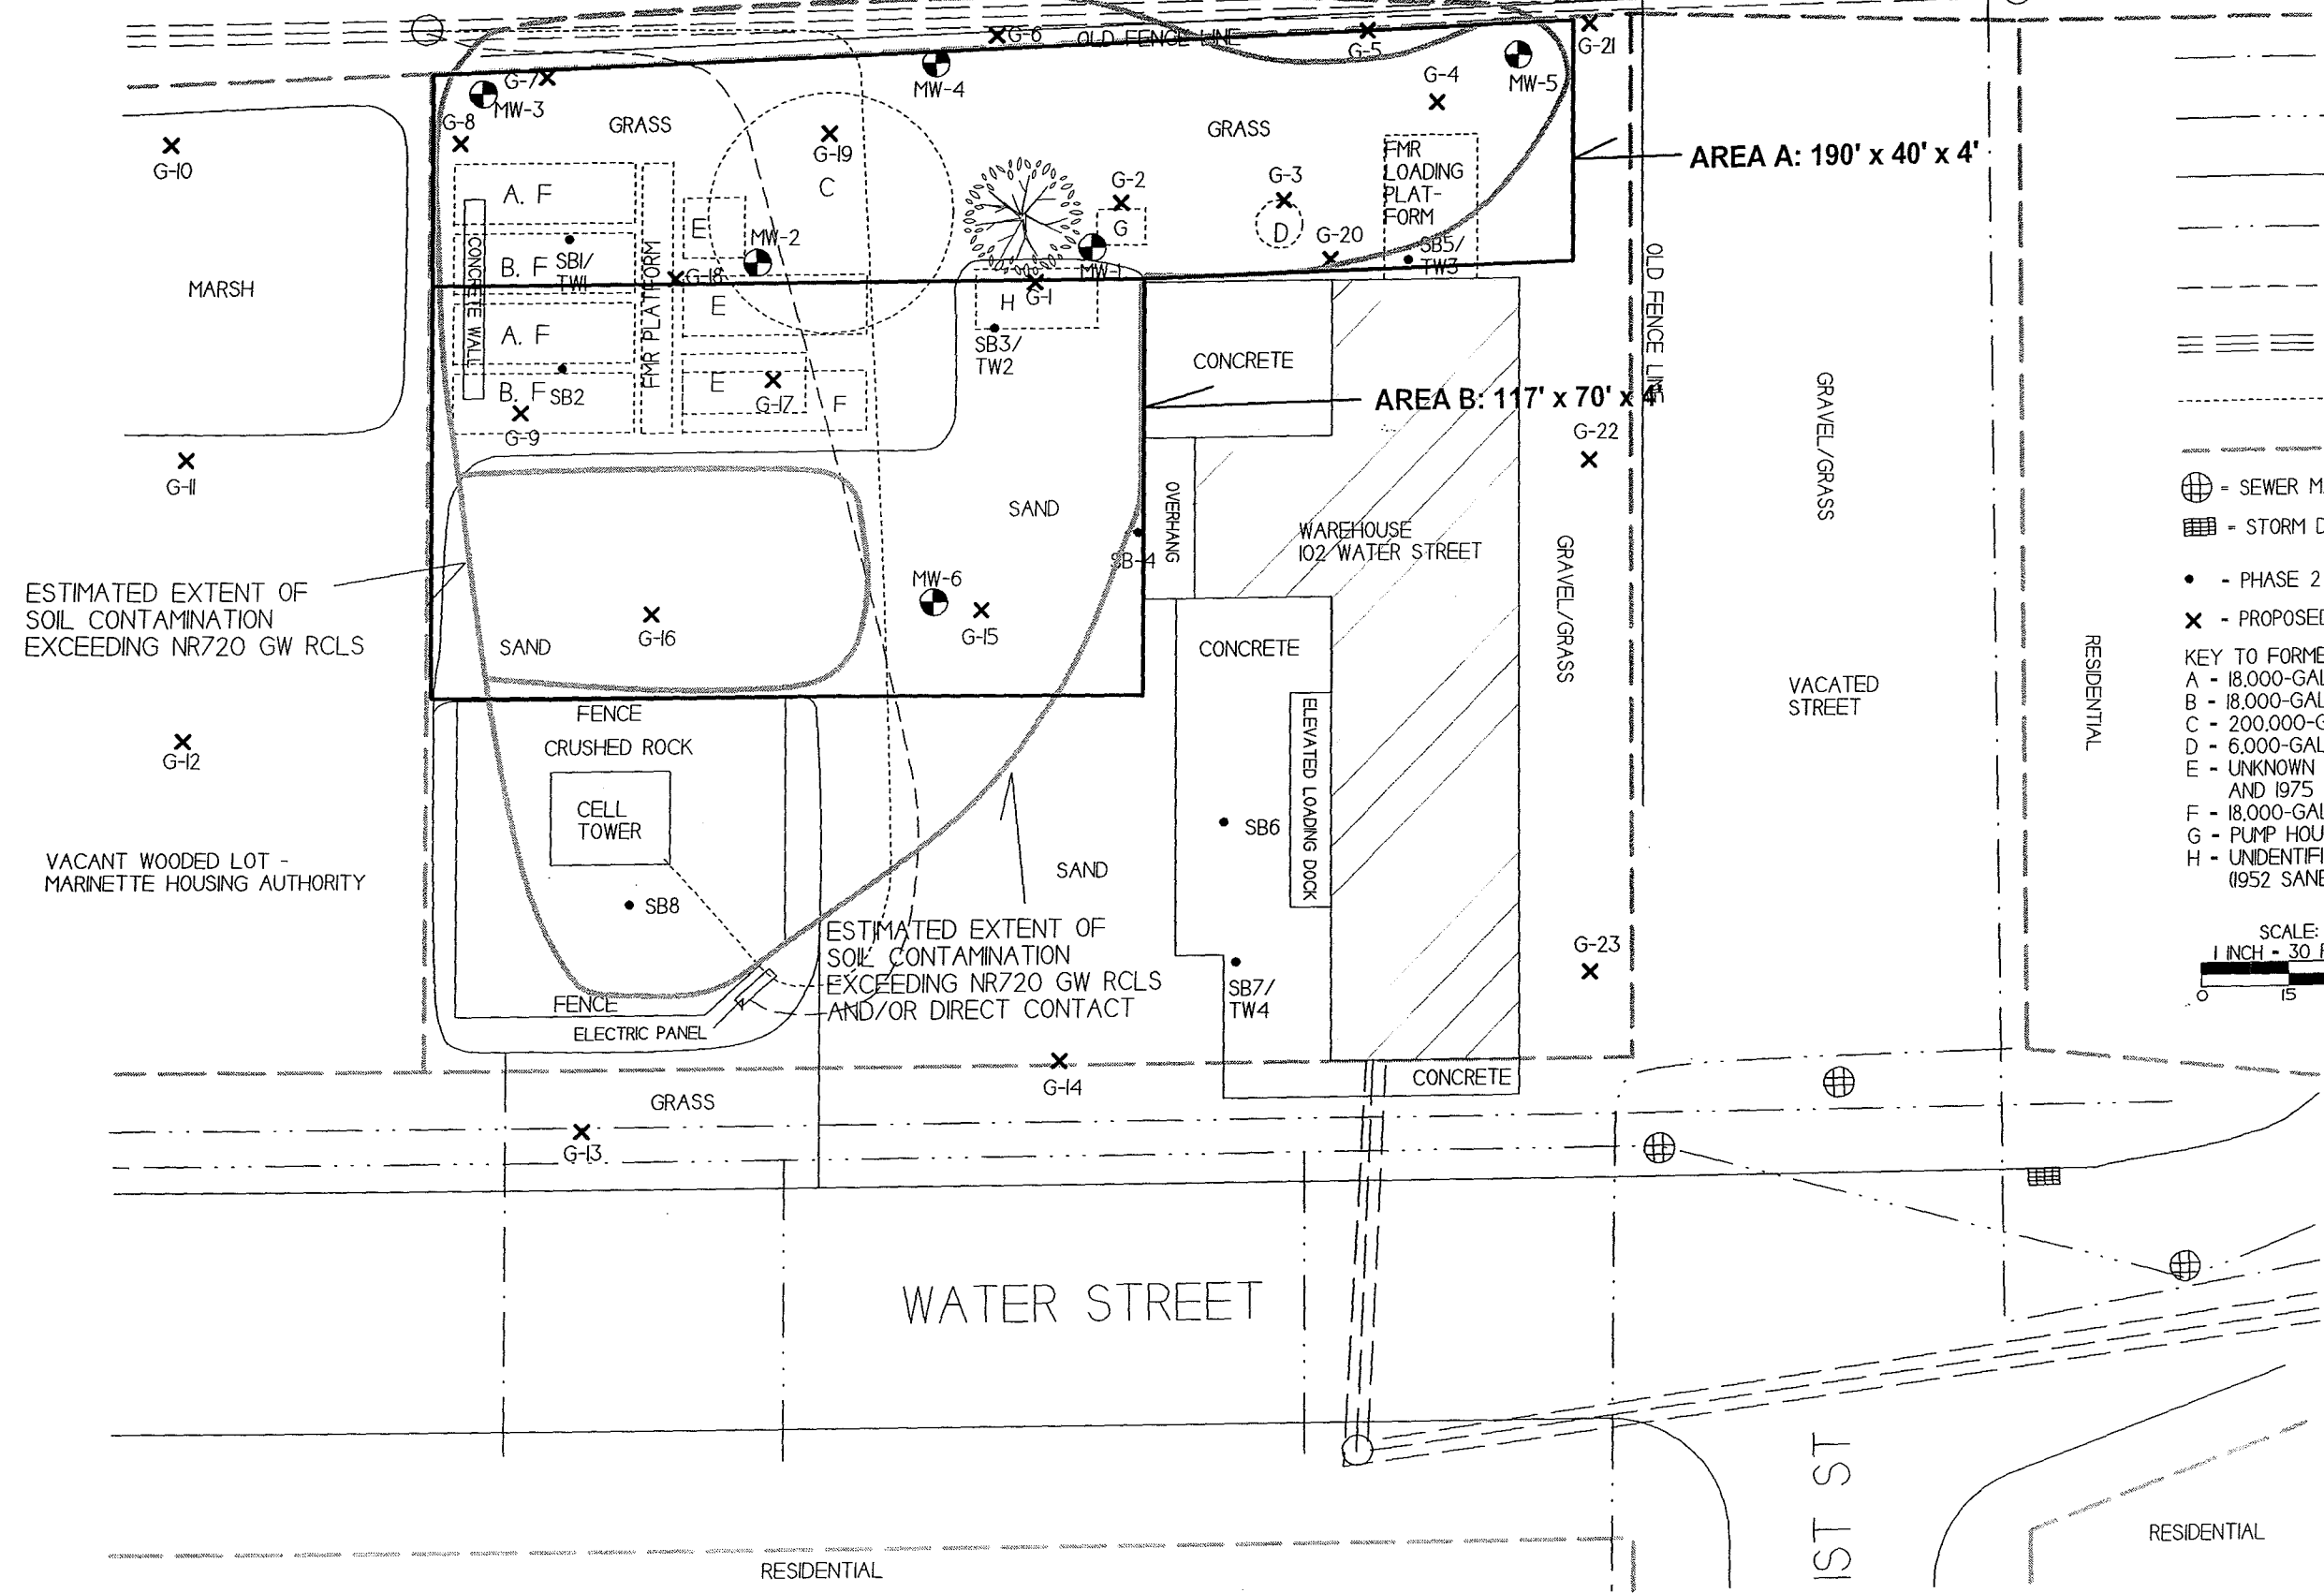 G-6
OLD FENCE LINE
G-5
G-21
G-7
MW-3
MW-4
G-4
MW-5
G-8
GRASS
GRASS
G-10
G-19
C
FMR
LOADING
PLAT-
FORM
AREA A: 190' x 40' x 4'
A. F
G-2
G-3
G
D
E
MW-2
G-20
SB5/
TW3
CONCRETE WALL
B. F
SB1/
TW1
FMR PLATFORM
G-18
MW-1
MARSH
E
H
G-1
OLD FENCE LINE
A. F
SB3/
TW2
CONCRETE
B. F
SB2
E
G-17
F
AREA B: 117' x 70' x 4'
G-9
G-22
GRAVEL/GRASS
G-11
SAND
OVERHANG
WAREHOUSE
102 WATER STREET
SB-4
GRAVEL/GRASS
= SEWER M
= STORM D
- PHASE 2
- PROPOSED
ESTIMATED EXTENT OF
SOIL CONTAMINATION
EXCEEDING NR720 GW RCLS
MW-6
G-15
G-16
SAND
CONCRETE
RESIDENTIAL
KEY TO FORME
A - 18,000-GAL
B - 18,000-GAL
C - 200,000-G
D - 6,000-GAL
E - UNKNOWN
AND 1975
F - 18,000-GAL
G - PUMP HOU
H - UNIDENTIFI
(1952 SANB
VACATED
STREET
FENCE
CRUSHED ROCK
G-12
CELL
TOWER
ELEVATED LOADING DOCK
SB6
VACANT WOODED LOT -
MARINETTE HOUSING AUTHORITY
SAND
SB8
SCALE:
1 INCH = 30 F
0
15
ESTIMATED EXTENT OF
SOIL CONTAMINATION
EXCEEDING NR720 GW RCLS
AND/OR DIRECT CONTACT
G-23
SB7/
TW4
FENCE
ELECTRIC PANEL
CONCRETE
G-14
GRASS
G-13
WATER STREET
1ST ST
RESIDENTIAL
RESIDENTIAL